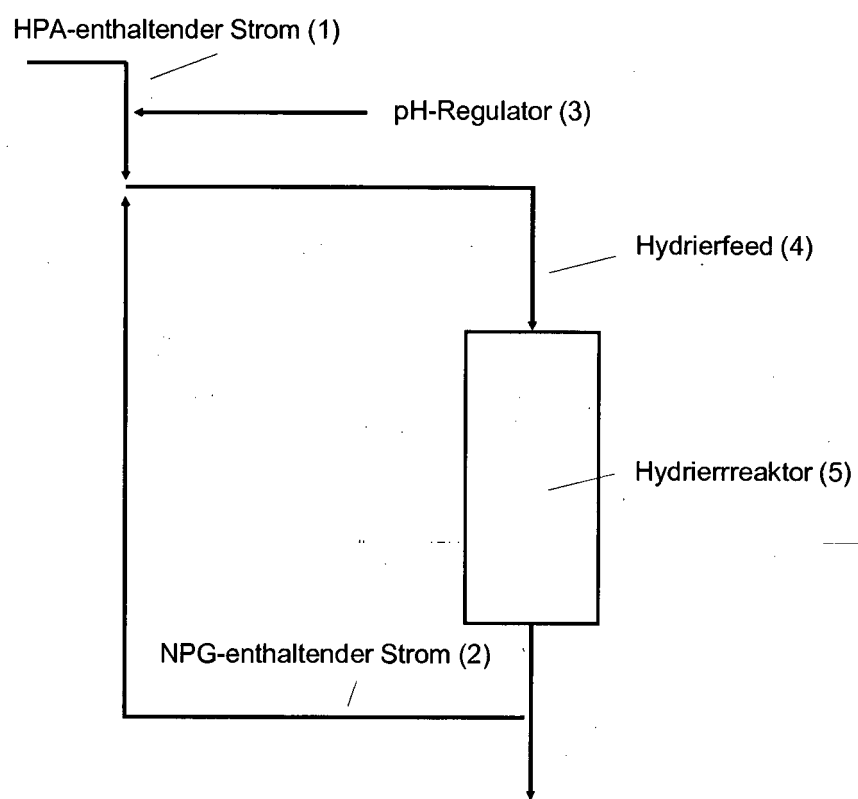 HPA-enthaltender Strom (1)
pH-Regulator (3)
Hydrierfeed (4)
Hydrierrreaktor (5)
NPG-enthaltender Strom (2)